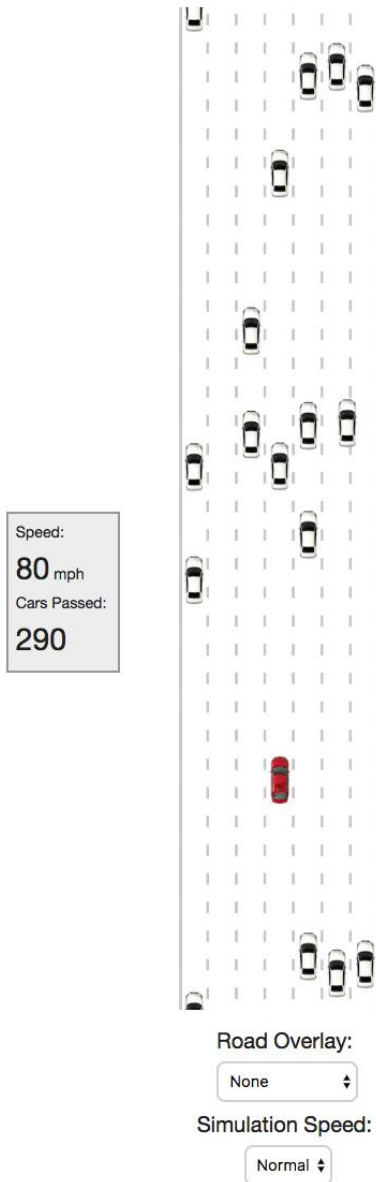 Speed:
80 mph
Cars Passed:
290
Road Overlay:
None
Simulation Speed:
Normal